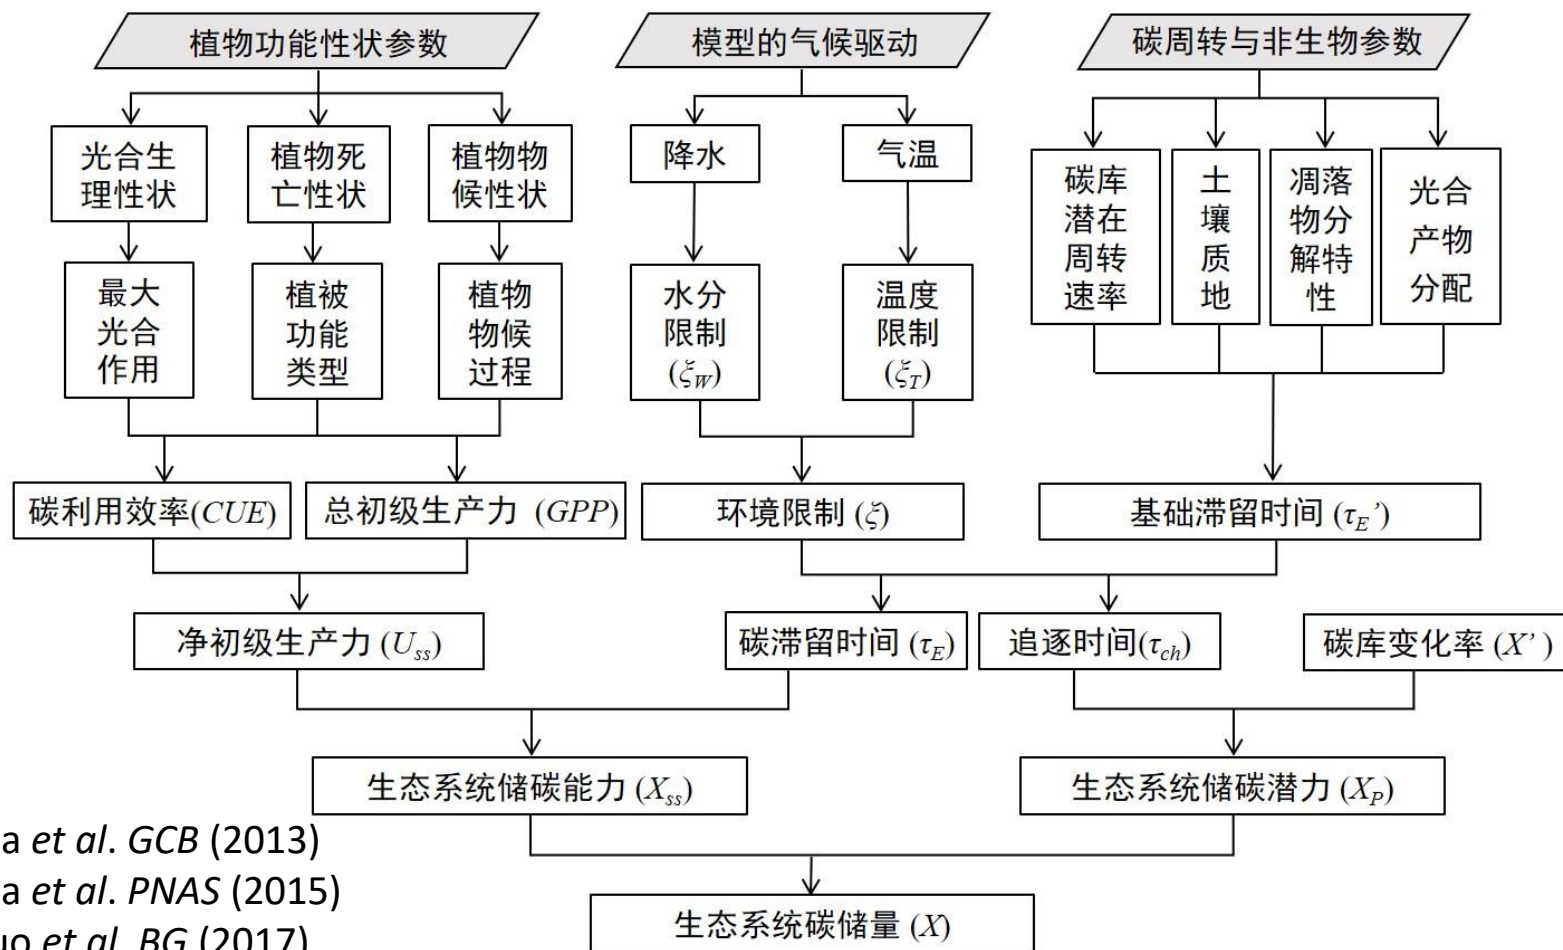 植物功能性状参数
模型的气候驱动
碳周转与非生物参数
光合生
理性状
植物死
亡性状
植物物
候性状
降水
气温
碳库
潜在
周转
速率
土
壤
质
地
凋落
物分
解特
性
光合
产物
分配
最大
光合
作用
植被
功能
类型
植物
物候
过程
水分
限制
(ξW)
温度
限制
(ξT)
碳利用效率(CUE)
总初级生产力 (GPP)
环境限制 (ξ)
基础滞留时间 (τE’)
净初级生产力 (Uss)
碳滞留时间 (τE)
追逐时间(τch)
碳库变化率 (X’ )
生态系统储碳能力 (Xss)
生态系统储碳潜力 (XP)
a et al. GCB (2013)
a et al. PNAS (2015)
uo et al. BG (2017)
生态系统碳储量 (X)